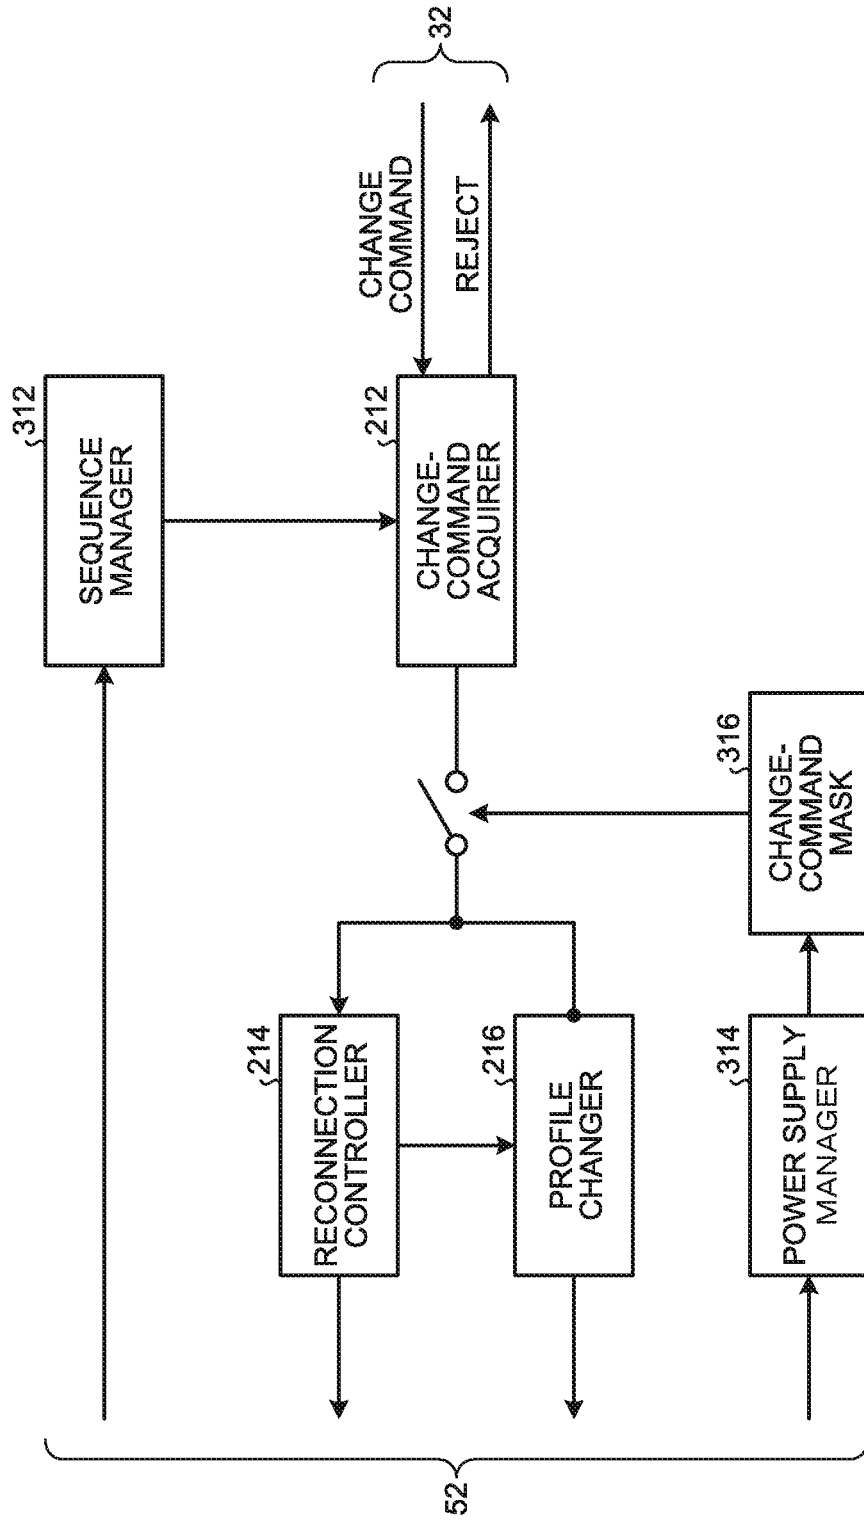 52
SEQUENCE
MANAGER
312
RECONNECTION
CONTROLLER
214
CHANGE-
COMMAND
ACQUIRER
212
CHANGE
COMMAND
REJECT
32
PROFILE
CHANGER
216
POWER SUPPLY
MANAGER
314
CHANGE-
COMMAND
MASK
316